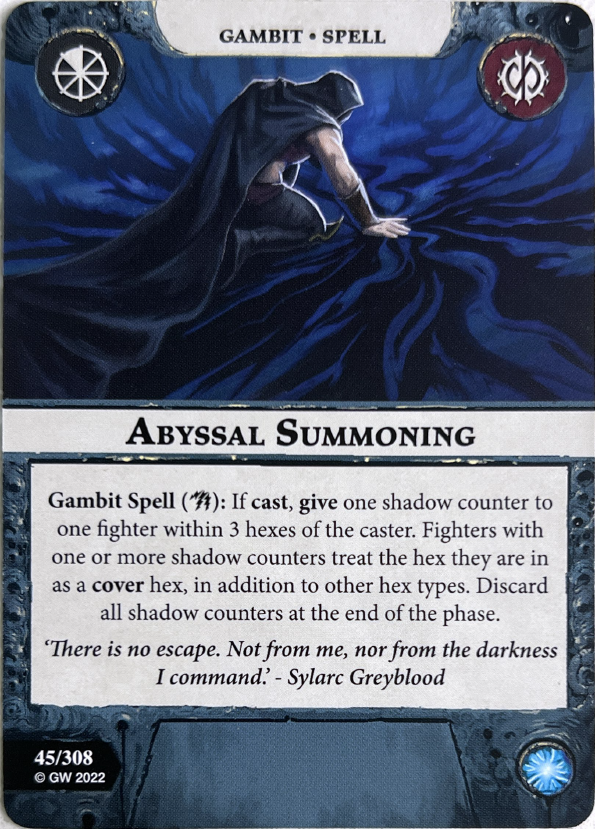 GAMBIT • SPELL
ABYSSAL SUMMONING
Gambit Spell (): If cast, give one shadow counter to
one fighter within 3 hexes of the caster. Fighters with
one or more shadow counters treat the hex they are in
as a cover hex, in addition to other hex types. Discard
all shadow counters at the end of the phase.
‘There is no escape. Not from me, nor from the darkness
I command.’ - Sylarc Greyblood
45/308
© GW 2022